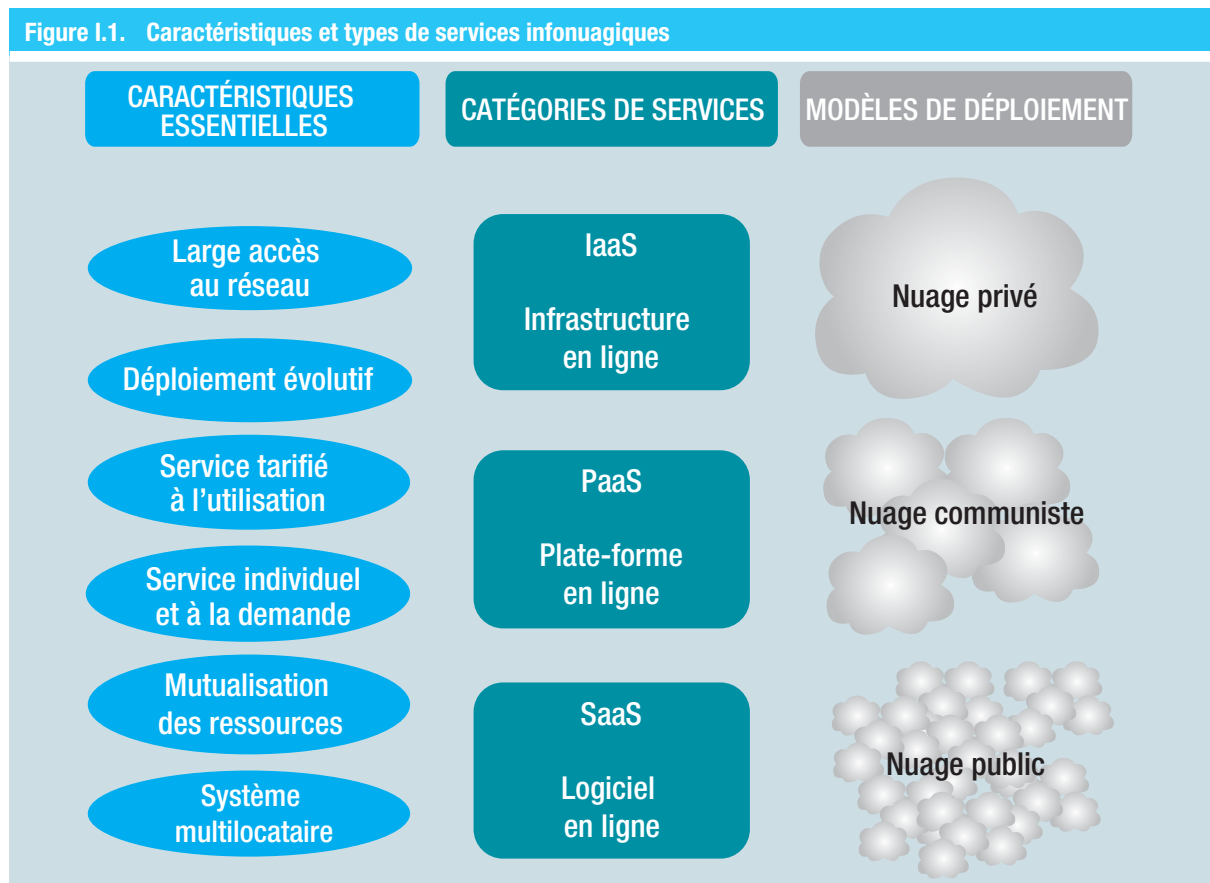 Figure I.1. Caractéristiques et types de services infonuagiques
CARACTÉRISTIQUES
ESSENTIELLES
Large accès
au réseau
Déploiement évolutif
Service tarifié
à l'utilisation
Service individuel
et à la demande
Mutualisation
des ressources
Système
multilocataire
CATÉGORIES DE SERVICES
IaaS
Infrastructure
en ligne
PaaS
Plate-forme
en ligne
SaaS
Logiciel
en ligne
MODÈLES DE DÉPLOIEMENT
Nuage privé
Nuage communiste
Nuage public